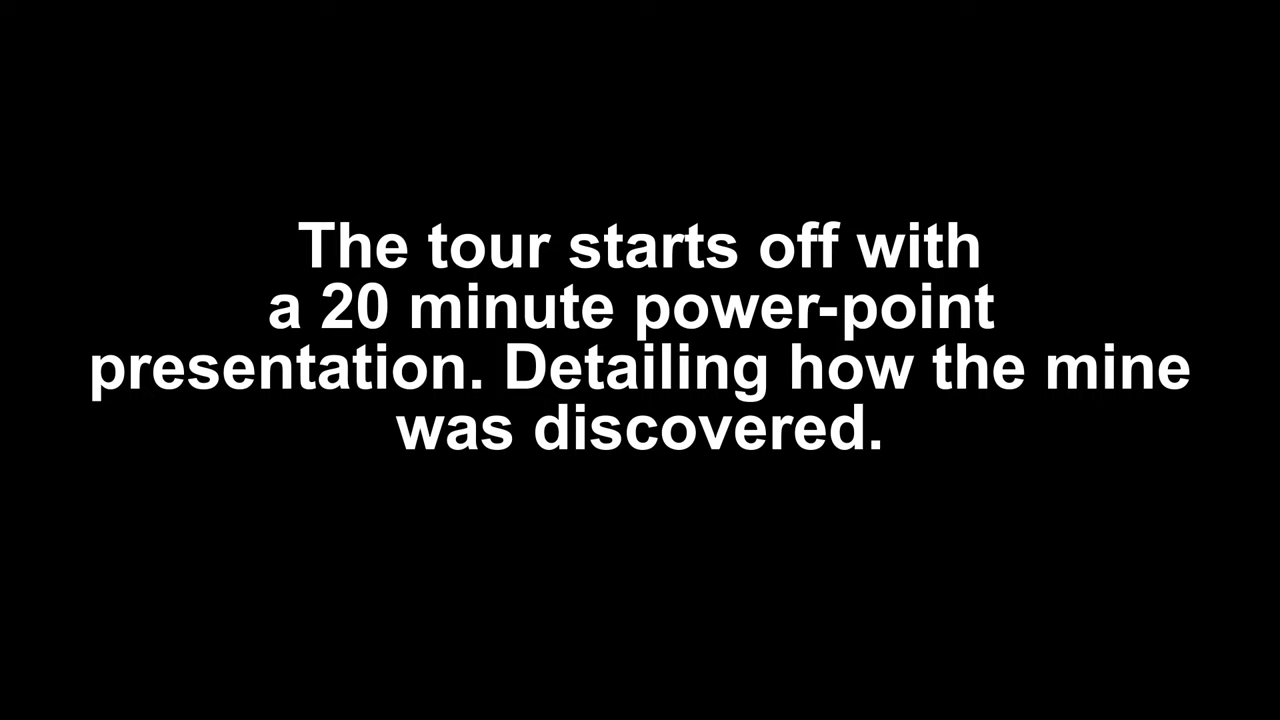 The tour starts off with
a 20 minute power-point
presentation. Detailing how the mine
was discovered.